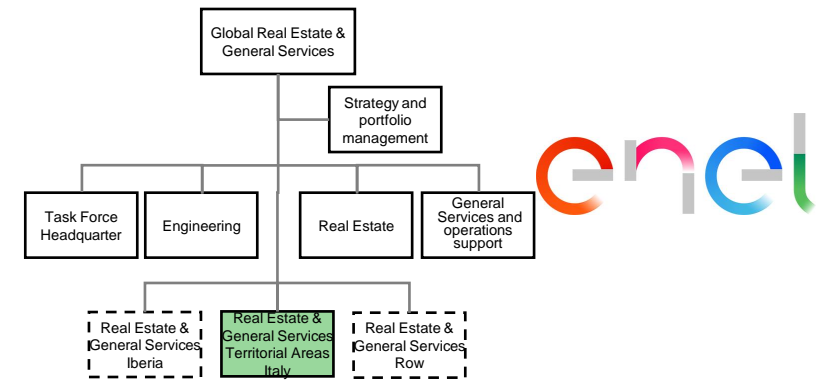 Global Real Estate &
General Services
Strategy and
portfolio
management
enel
Task Force
Headquarter
Engineering
Real Estate
General
Services and
operations
support
Real Estate &
General Services
Iberia
Real Estate &
General Services
Territorial Areas
Italy
Real Estate &
General Services
Row